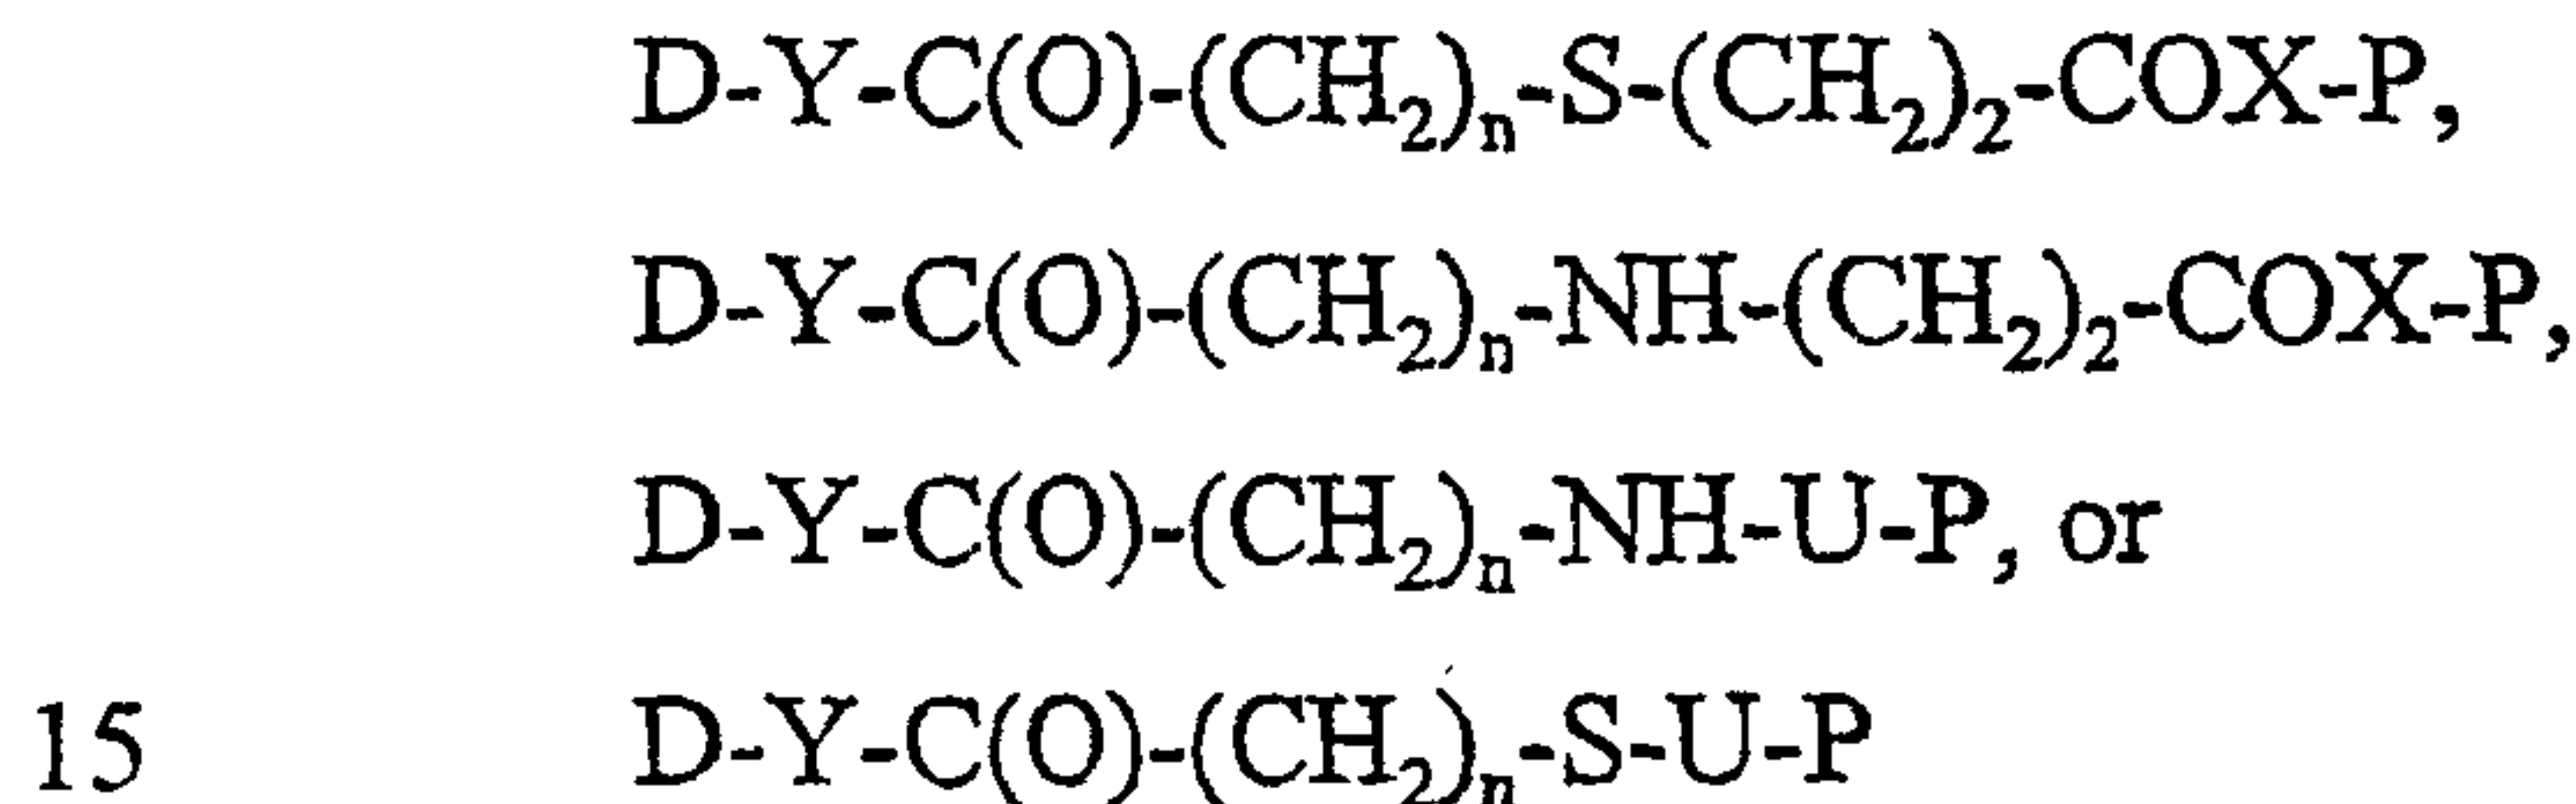 D-Y-C(O)-(CH₂)ₙ-S-(CH₂)₂-COX-P,
D-Y-C(O)-(CH₂)ₙ-NH-(CH₂)₂-COX-P,
D-Y-C(O)-(CH₂)ₙ-NH-U-P, or
15 D-Y-C(O)-(CH₂)ₙ-S-U-P